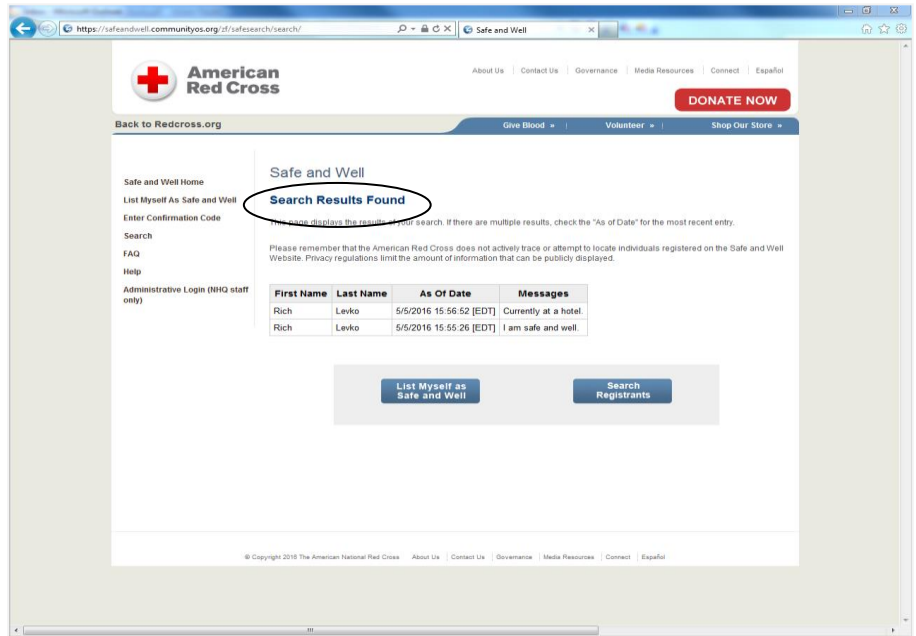 https://safeandwell.communityos.org/zf/safesearch/search/
Safe and Well
American
Red Cross
About Us
Contact Us
Governance
Media Resources
Connect
Español
DONATE NOW
Back to Redcross.org
Give Blood »
Volunteer »
Shop Our Store »
Safe and Well Home
List Myself As Safe and Well
Enter Confirmation Code
Search
FAQ
Help
Administrative Login (NHQ staff
only)
Safe and Well
Search Results Found
This page displays the results of your search. If there are multiple results, check the "As of Date" for the most recent entry.
Please remember that the American Red Cross does not actively trace or attempt to locate individuals registered on the Safe and Well
Website. Privacy regulations limit the amount of information that can be publicly displayed.
First Name Last Name As Of Date Messages
Rich Levko 5/5/2016 15:56:52 [EDT] Currently at a hotel.
Rich Levko 5/5/2016 15:55:26 [EDT] I am safe and well.
List Myself as
Safe and Well
Search
Registrants
© Copyright 2016 The American National Red Cross About Us Contact Us Governance Media Resources Connect Español